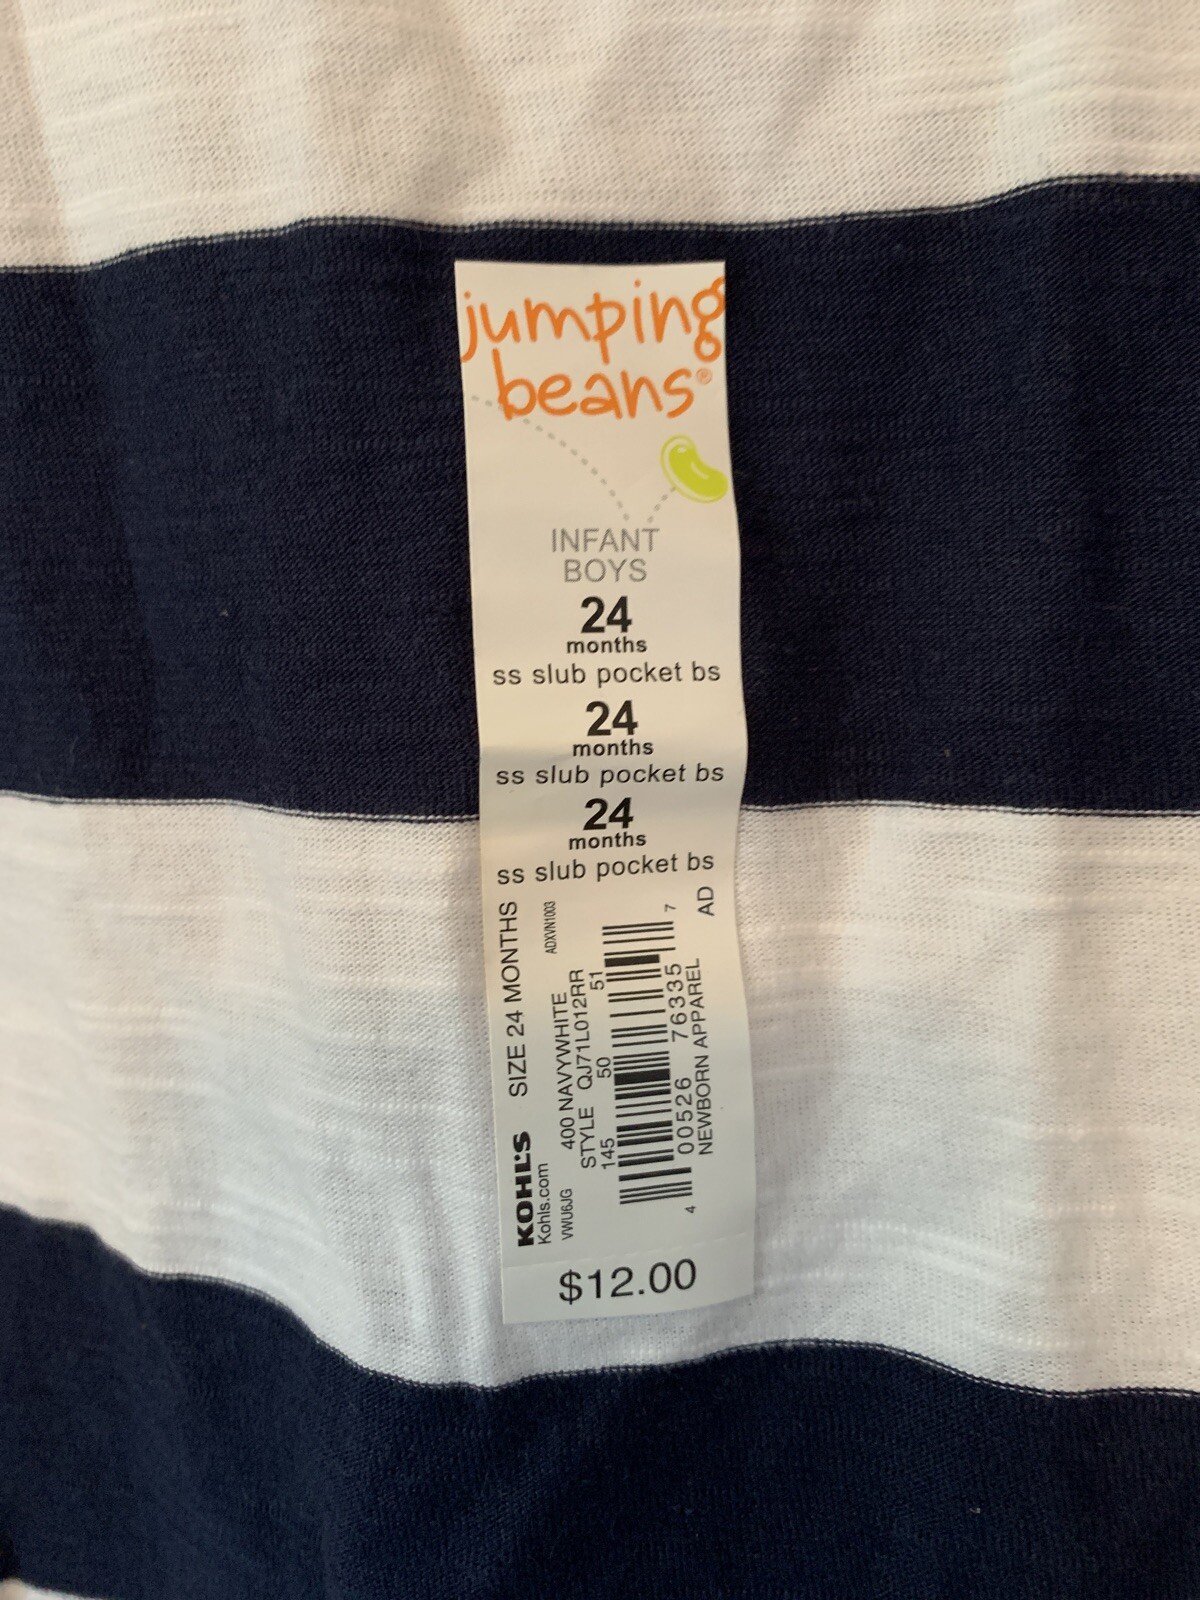 jumping
beans®
INFANT
BOYS
24
months
ss slub pocket bs
24
months
ss slub pocket bs
24
months
ss slub pocket bs
KOHL'S SIZE 24 MONTHS
Kohls.com ADXVN1003
VWU6JG 400 NAVYWHITE
STYLE QJ71L012RR
145 50 51
4 00526 76335 7
NEWBORN APPAREL AD
$12.00